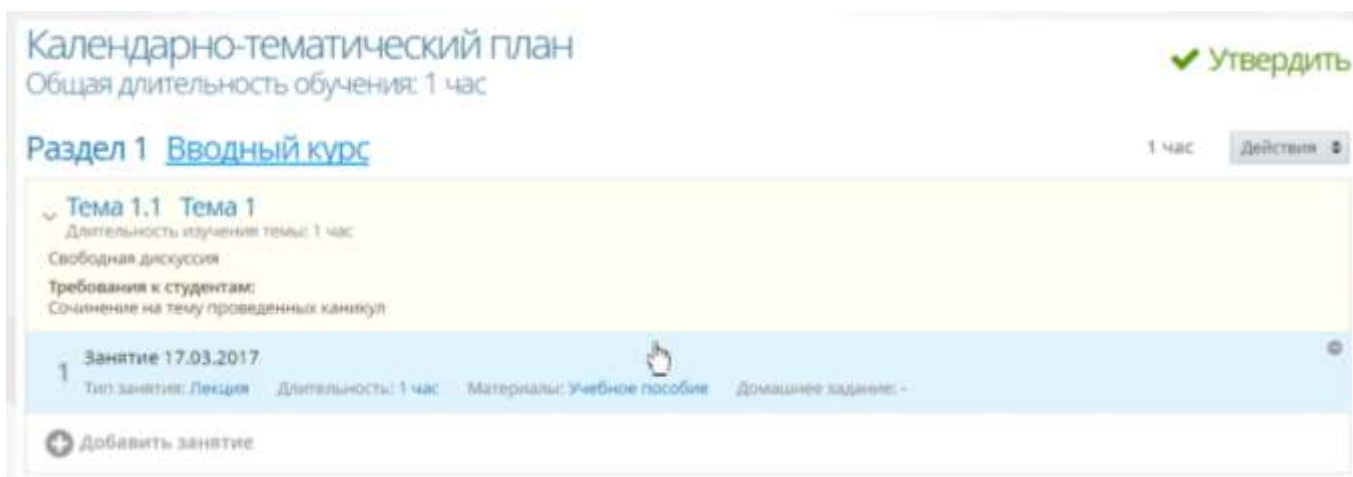 Календарно-тематический план
Утвердить
Общая длительность обучения: 1 час
Раздел 1 Вводный курс 1 час Действия
Тема 1.1 Тема 1
Длительность изучения темы: 1 час
Свободная дискуссия
Требования к студентам:
Сочинение на тему проведенных каникул
Занятие 17.03.2017
1
Тип занятия: Лекция Длительность: 1 час Материалы: Учебное пособие Домашнее задание: -
Добавить занятие